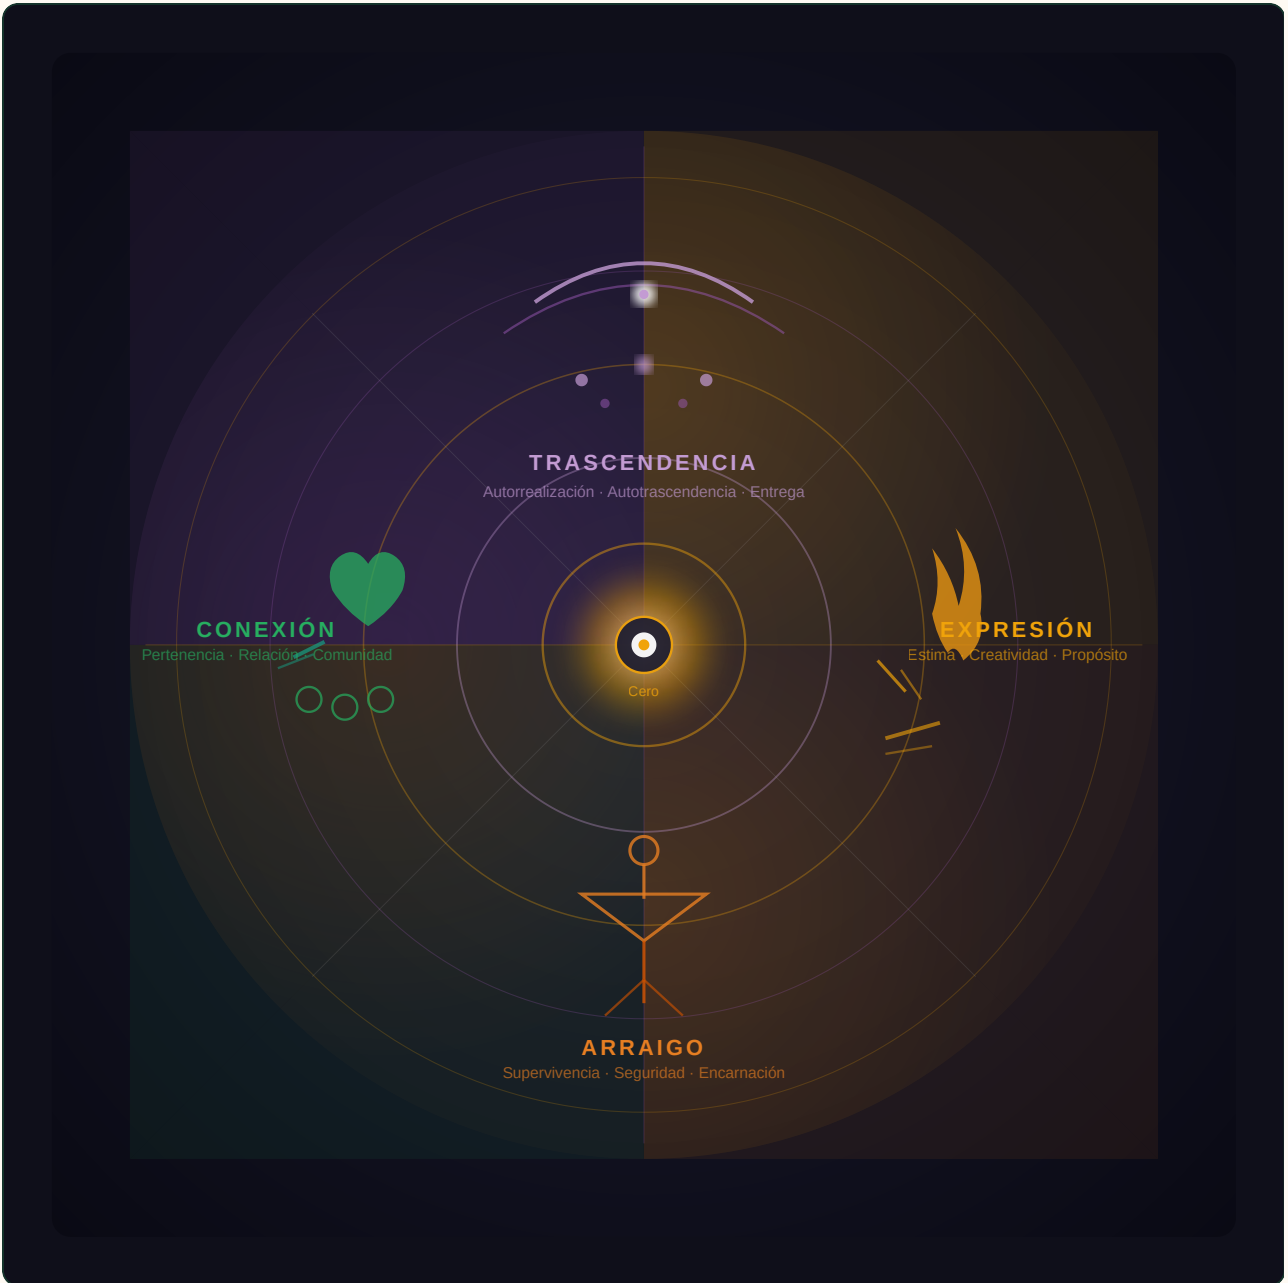 TRASCENDENCIA
Autorrealización · Autotrascendencia · Entrega
CONEXIÓN
Pertenencia · Relación · Comunidad
EXPRESIÓN
Estima · Creatividad · Propósito
Cero
ARRAIGO
Supervivencia · Seguridad · Encarnación